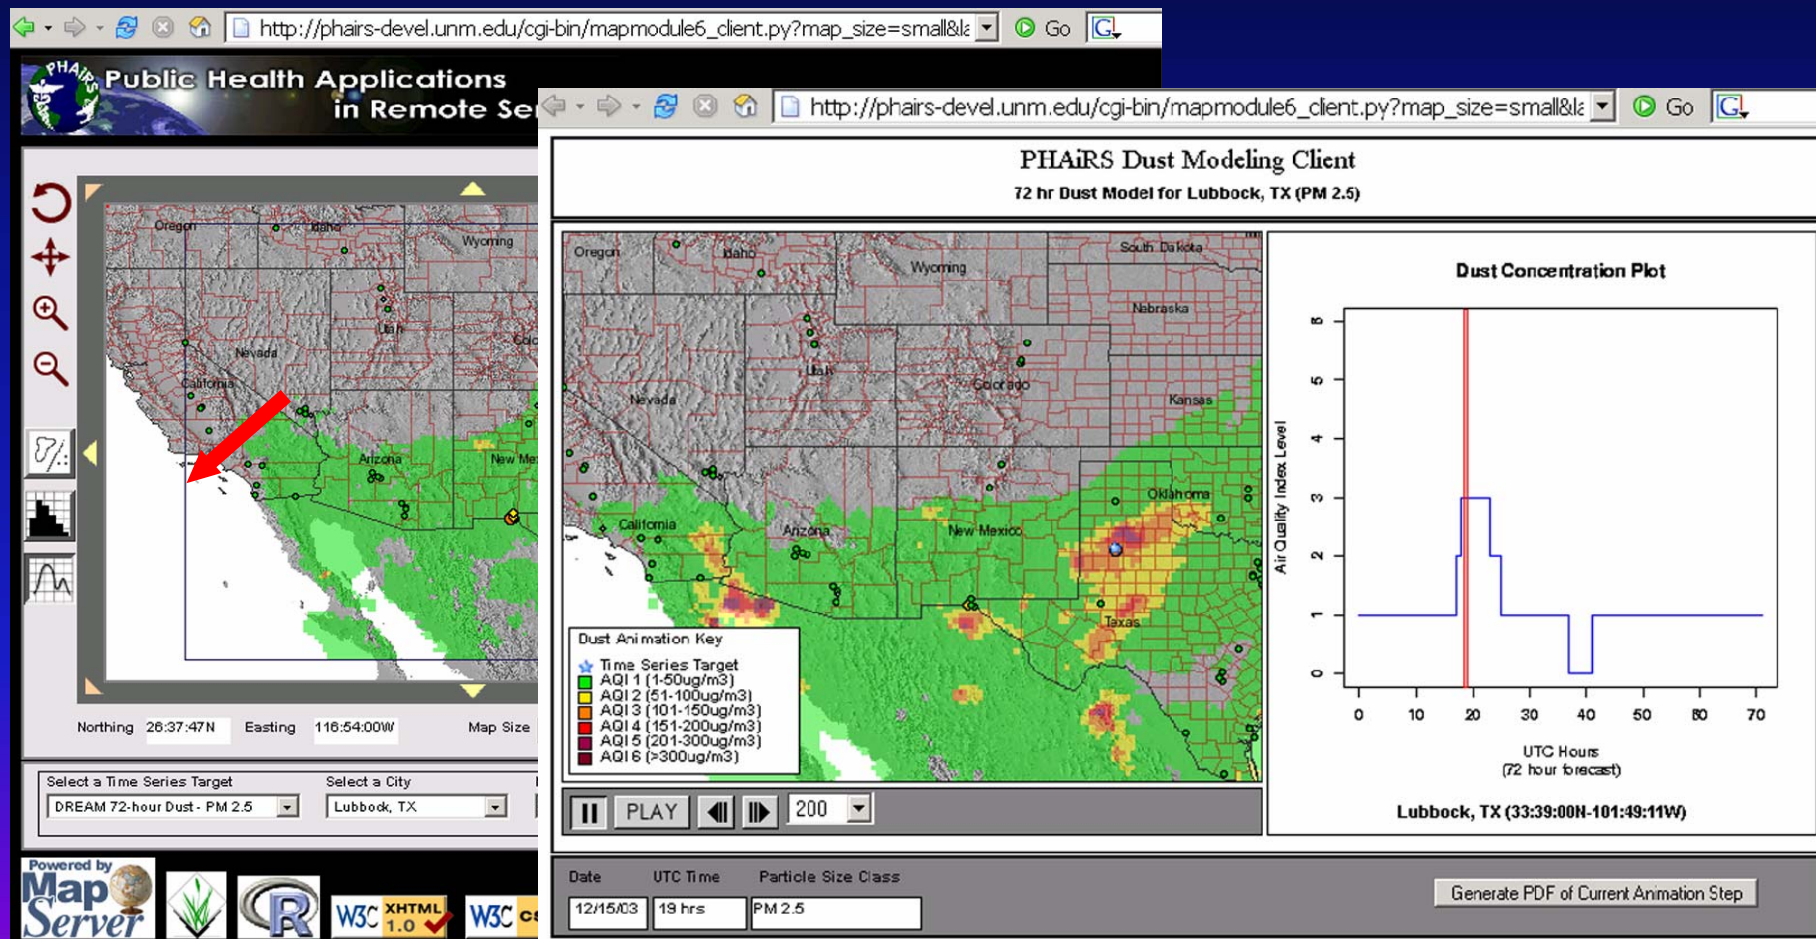 http://phairs-devel.unm.edu/cgi-bin/mapmodule6_client.py?map_size=small&la
Go
PHAiRS
Public Health Applications
in Remote Se
Oregon
Idaho
Wyoming
Nevada
Utah
Colo
California
Arizona
New Me
Northing 26:37:47N Easting 116:54:00W Map Size
Select a Time Series Target Select a City
DREAM 72-hour Dust - PM 2.5 Lubbock, TX
Powered by
Map
Server
R
W3C XHTML 1.0
W3C cs
http://phairs-devel.unm.edu/cgi-bin/mapmodule6_client.py?map_size=small&la
Go
PHAiRS Dust Modeling Client
72 hr Dust Model for Lubbock, TX (PM 2.5)
Oregon
Idaho
Wyoming
South Dakota
Nebraska
Nevada
Utah
Colorado
Kansas
California
Arizona
New Mexico
Oklahoma
Texas
Dust Animation Key
Time Series Target
AQI 1 (1-50ug/m3)
AQI 2 (51-100ug/m3)
AQI 3 (101-150ug/m3)
AQI 4 (151-200ug/m3)
AQI 5 (201-300ug/m3)
AQI 6 (>300ug/m3)
PLAY
200
Dust Concentration Plot
Air Quality Index Level
6
5
4
3
2
1
0
0 10 20 30 40 50 60 70
UTC Hours
(72 hour forecast)
Lubbock, TX (33:39:00N-101:49:11W)
Date UTC Time Particle Size Class
12/15/03 19 hrs PM 2.5
Generate PDF of Current Animation Step